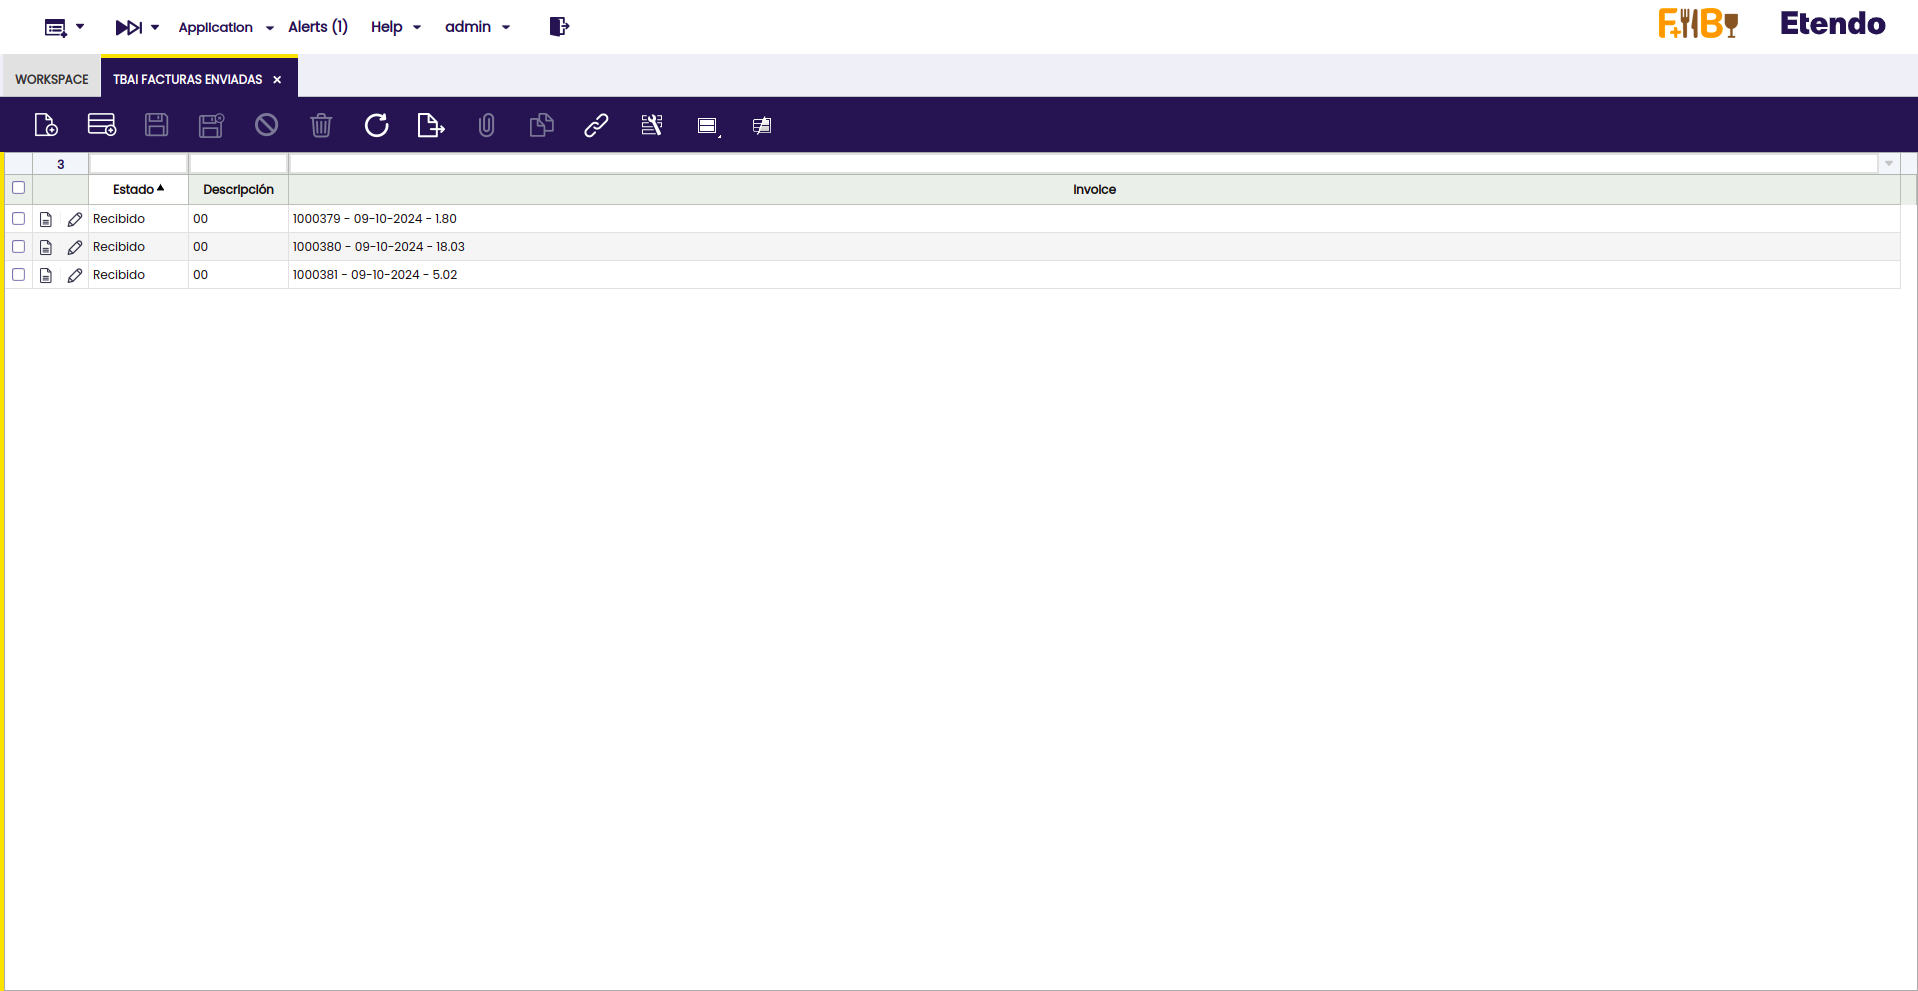 Application
Alerts (1)
Help
admin
F+B
Etendo
WORKSPACE
TBAI FACTURAS ENVIADAS
3
Estado
Descripción
Invoice
Recibido 00 1000379 - 09-10-2024 - 1.80
Recibido 00 1000380 - 09-10-2024 - 18.03
Recibido 00 1000381 - 09-10-2024 - 5.02